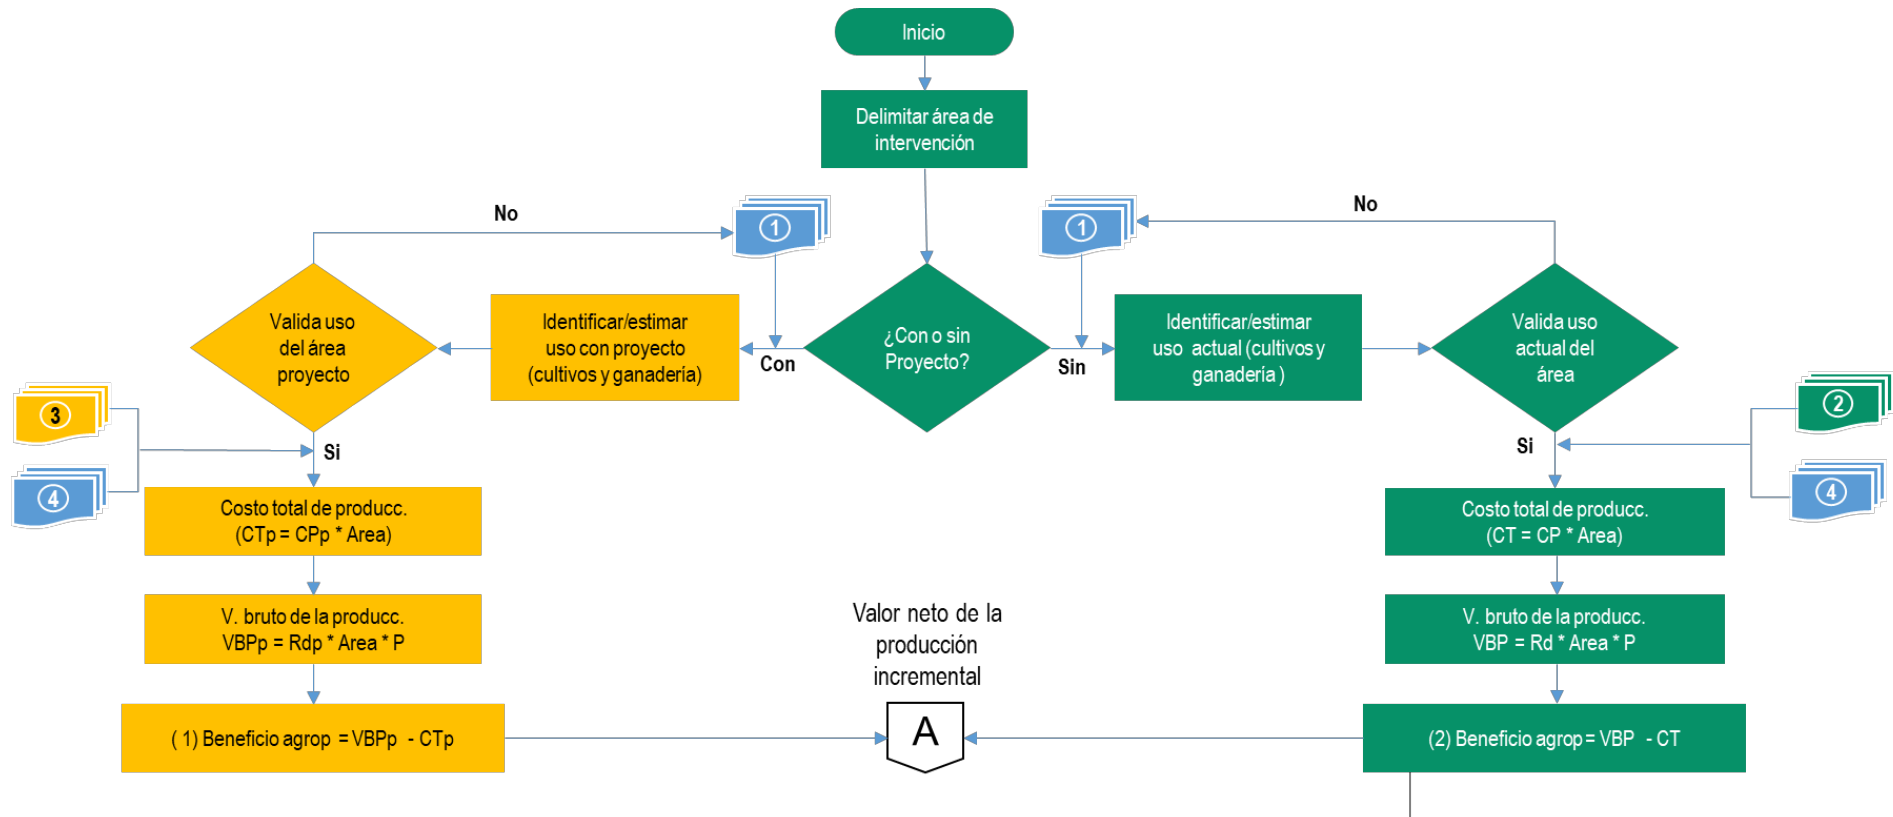 Inicio
Delimitar área de
intervención
No
1
1
No
Valida uso
del área
proyecto
Identificar/estimar
uso con proyecto
(cultivos y ganadería)
Con
¿Con o sin
Proyecto?
Sin
Identificar/estimar
uso actual (cultivos y
ganadería )
Valida uso
actual del
área
3
4
Si
Si
2
4
Costo total de producc.
(CTp = CPp * Area)
Costo total de producc.
(CT = CP * Area)
V. bruto de la producc.
VBPp = Rdp * Area * P
Valor neto de la
producción
incremental
V. bruto de la producc.
VBP = Rd * Area * P
( 1) Beneficio agrop = VBPp - CTp
A
(2) Beneficio agrop = VBP - CT